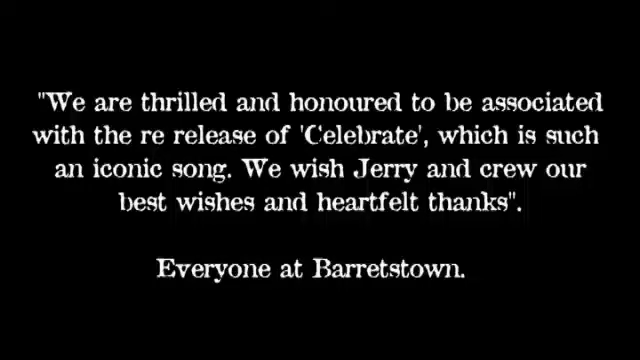 "We are thrilled and honoured to be associated
with the re release of 'Celebrate', which is such
an iconic song. We wish Jerry and crew our
best wishes and heartfelt thanks".
Everyone at Barretstown.